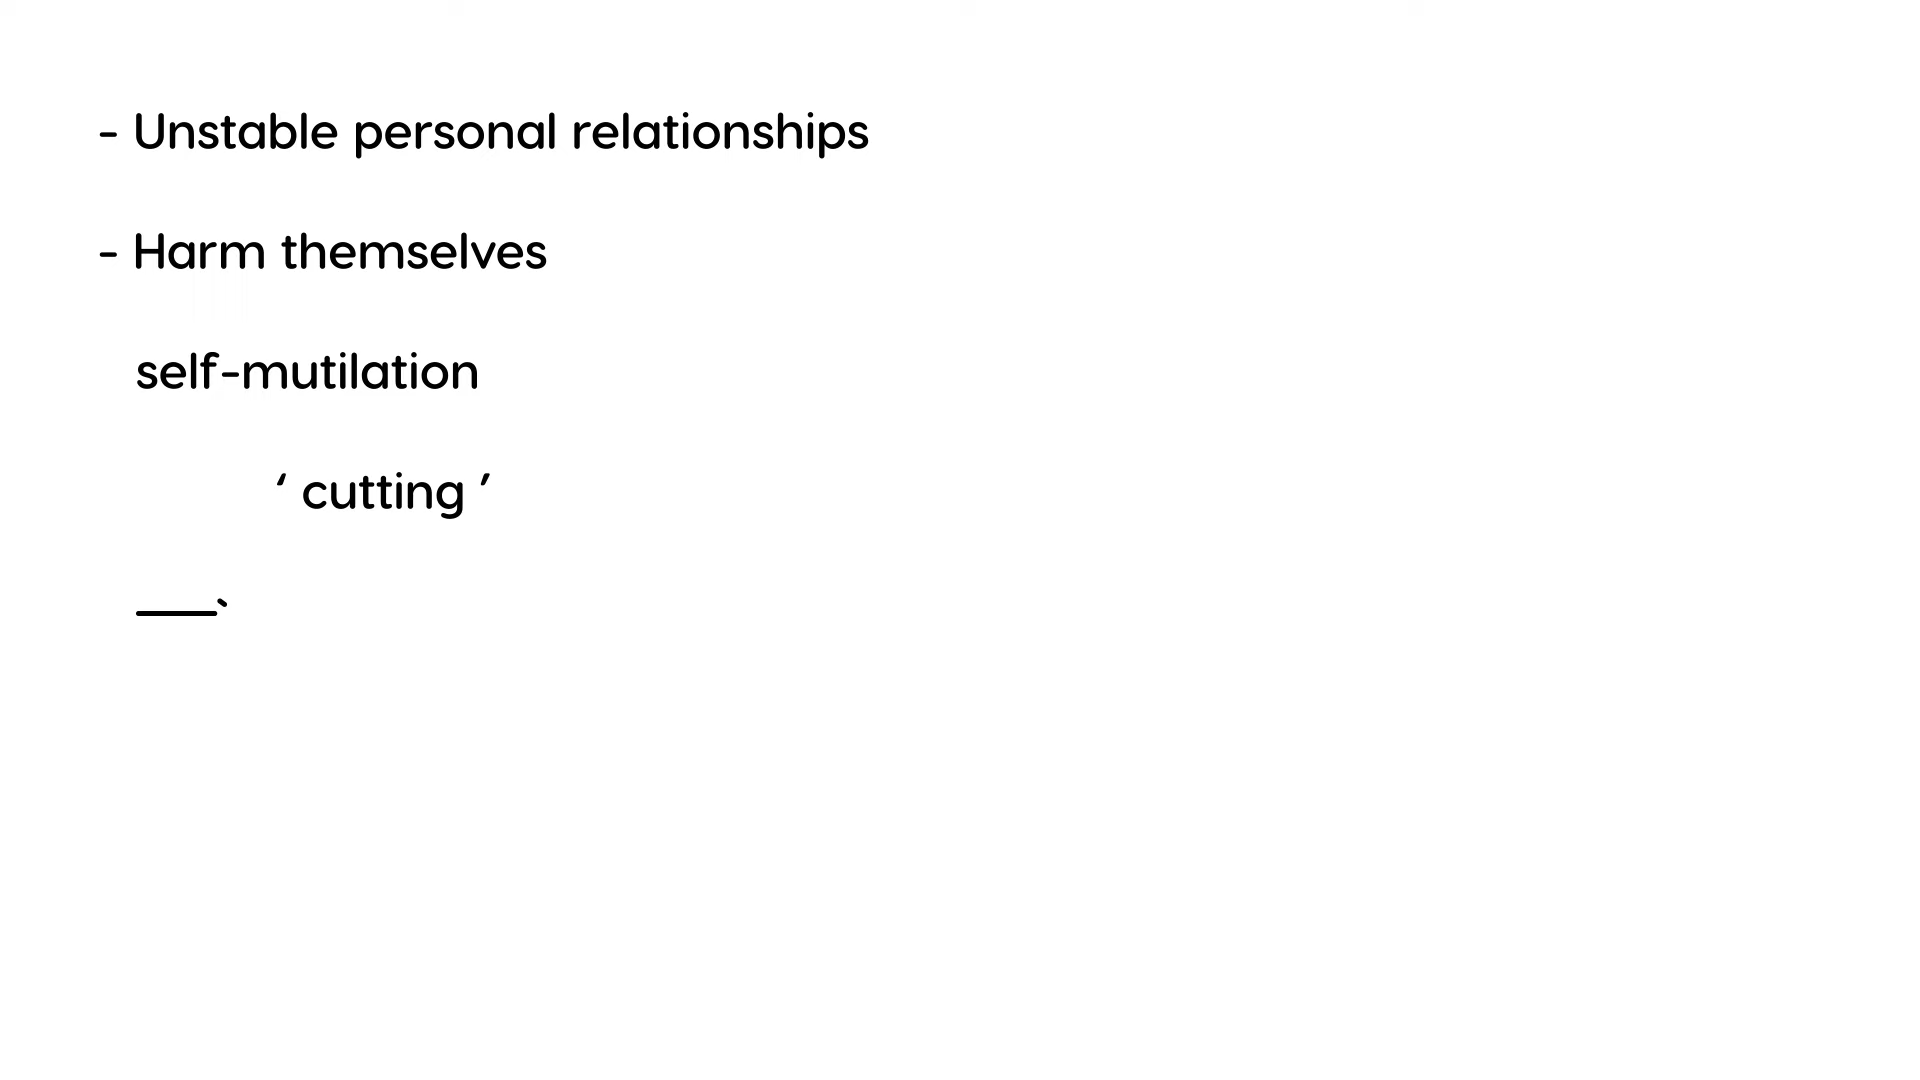 - Unstable personal relationships
- Harm themselves
self-mutilation
‘ cutting ’